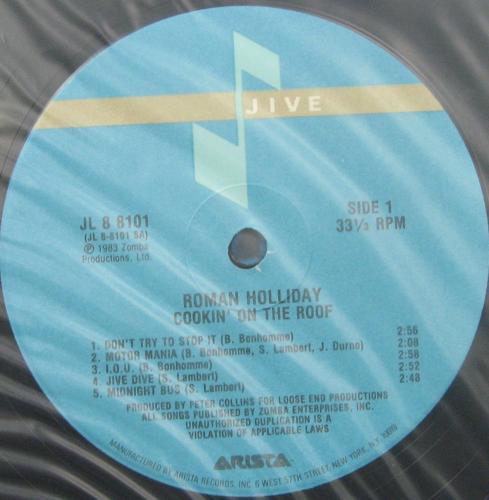 JIVE
JL 8 8101
(JL 8-8101 SA)
℗ 1983 Zomba
Productions, Ltd.
SIDE 1
33⅓ RPM
ROMAN HOLLIDAY
COOKIN' ON THE ROOF
1. DON'T TRY TO STOP IT (B. Bonhomme) 2:56
2. MOTOR MANIA (B. Bonhomme, S. Lambert, J. Durno) 2:08
3. I.O.U. (B. Bonhomme) 2:58
4. JIVE DIVE (S. Lambert) 2:52
5. MIDNIGHT BUS (S. Lambert) 2:48
PRODUCED BY PETER COLLINS FOR LOOSE END PRODUCTIONS
ALL SONGS PUBLISHED BY ZOMBA ENTERPRISES, INC.
UNAUTHORIZED DUPLICATION IS A
VIOLATION OF APPLICABLE LAWS
ARISTA
MANUFACTURED BY ARISTA RECORDS, INC. 6 WEST 57TH STREET, NEW YORK, N.Y.